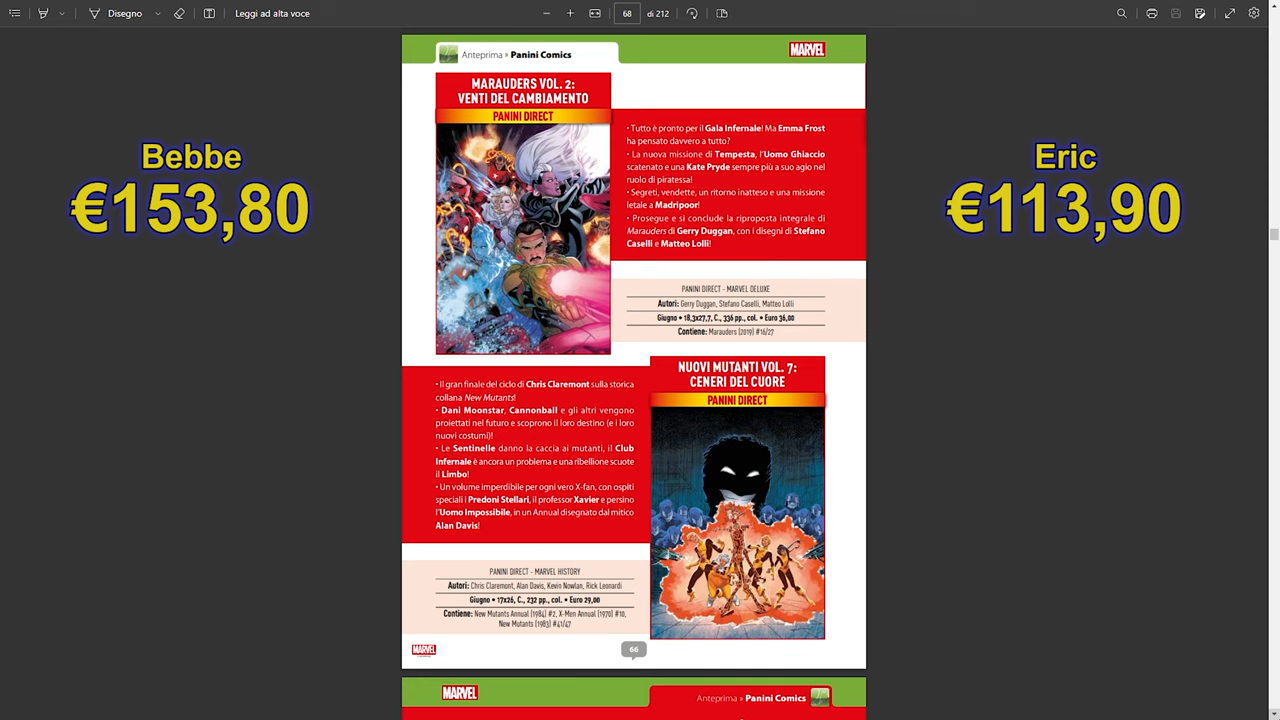 Disegno
Leggi ad alta voce
68 di 212
Anteprima » Panini Comics
MARVEL
Bebbe
€153,80
Eric
€113,90
MARAUDERS VOL. 2:
VENTI DEL CAMBIAMENTO
PANINI DIRECT
• Tutto è pronto per il Gala Infernale! Ma Emma Frost
ha pensato davvero a tutto?
• La nuova missione di Tempesta, l'Uomo Ghiaccio
scatenato e una Kate Pryde sempre più a suo agio nel
ruolo di piratessa!
• Segreti, vendette, un ritorno inatteso e una missione
letale a Madripoor!
• Prosegue e si conclude la riproposta integrale di
Marauders di Gerry Duggan, con i disegni di Stefano
Caselli e Matteo Lolli!
PANINI DIRECT - MARVEL DELUXE
Autori: Gerry Duggan, Stefano Caselli, Matteo Lolli
Giugno • 18,3x27,7, C., 336 pp., col. • Euro 36,00
Contiene: Marauders (2019) #16/27
NUOVI MUTANTI VOL. 7:
CENERI DEL CUORE
PANINI DIRECT
• Il gran finale del ciclo di Chris Claremont sulla storica
collana New Mutants!
• Dani Moonstar, Cannonball e gli altri vengono
proiettati nel futuro e scoprono il loro destino (e i loro
nuovi costumi)!
• Le Sentinelle danno la caccia ai mutanti, il Club
Infernale è ancora un problema e una ribellione scuote
il Limbo!
• Un volume imperdibile per ogni vero X-fan, con ospiti
speciali i Predoni Stellari, il professor Xavier e persino
l'Uomo Impossibile, in un Annual disegnato dal mitico
Alan Davis!
PANINI DIRECT - MARVEL HISTORY
Autori: Chris Claremont, Alan Davis, Kevin Nowlan, Rick Leonardi
Giugno • 17x26, C., 232 pp., col. • Euro 29,00
Contiene: New Mutants Annual (1984) #2, X-Men Annual (1970) #10,
New Mutants (1983) #41/47
MARVEL
66
MARVEL
Anteprima » Panini Comics